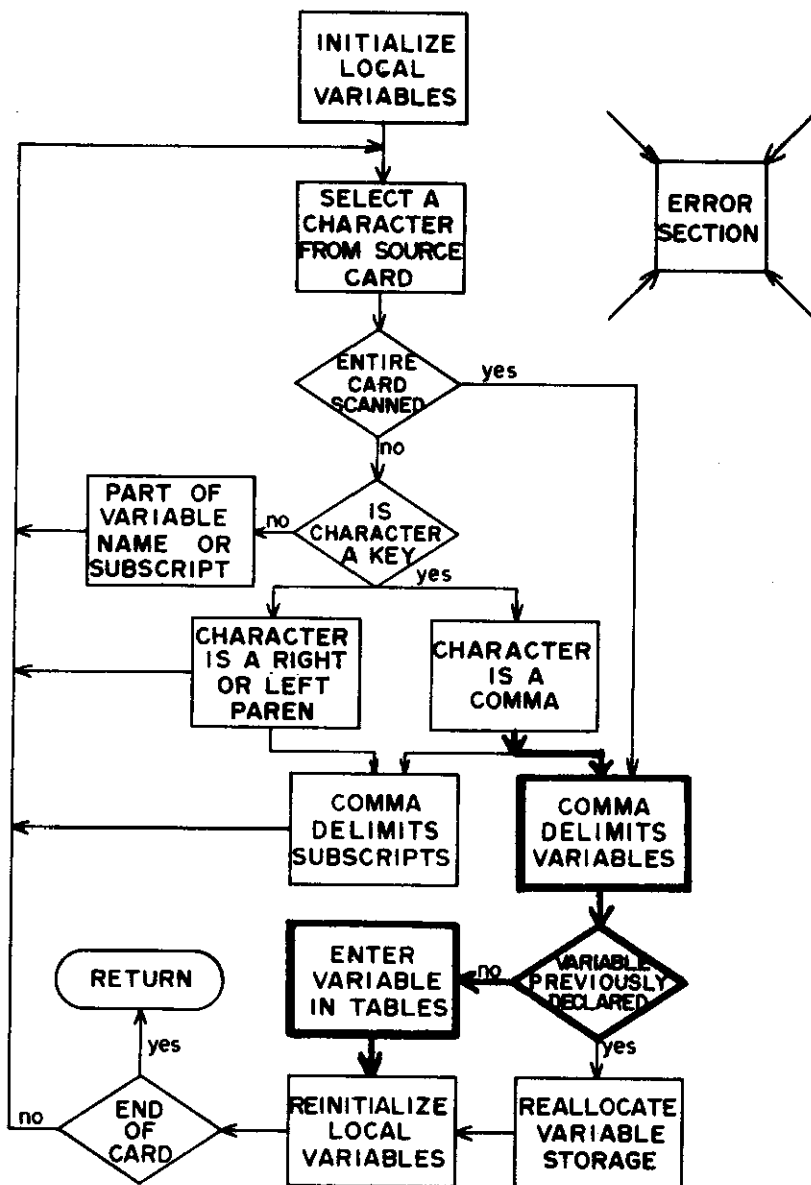 INITIALIZE
LOCAL
VARIABLES
SELECT A
CHARACTER
FROM SOURCE
CARD
ERROR
SECTION
ENTIRE
CARD
SCANNED
yes
no
PART OF
VARIABLE
NAME OR
SUBSCRIPT
no
IS
CHARACTER
A KEY
yes
CHARACTER
IS A RIGHT
OR LEFT
PAREN
CHARACTER
IS A
COMMA
COMMA
DELIMITS
SUBSCRIPTS
COMMA
DELIMITS
VARIABLES
RETURN
ENTER
VARIABLE
IN TABLES
no
VARIABLE
PREVIOUSLY
DECLARED
yes
yes
no
END
OF
CARD
REINITIALIZE
LOCAL
VARIABLES
REALLOCATE
VARIABLE
STORAGE